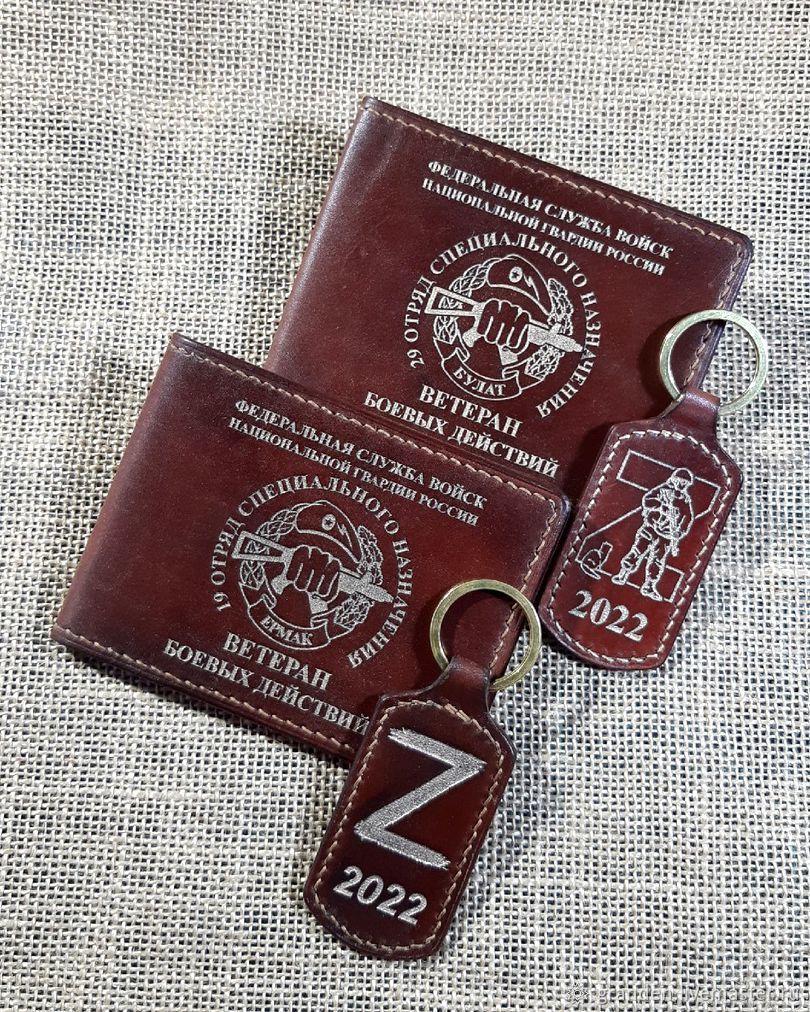 ФЕДЕРАЛЬНАЯ СЛУЖБА ВОЙСК
НАЦИОНАЛЬНОЙ ГВАРДИИ РОССИИ
29 ОТРЯД СПЕЦИАЛЬНОГО НАЗНАЧЕНИЯ
БУЛАТ
ВЕТЕРАН
БОЕВЫХ ДЕЙСТВИЙ
ФЕДЕРАЛЬНАЯ СЛУЖБА ВОЙСК
НАЦИОНАЛЬНОЙ ГВАРДИИ РОССИИ
19 ОТРЯД СПЕЦИАЛЬНОГО НАЗНАЧЕНИЯ
ЕРМАК
ВЕТЕРАН
БОЕВЫХ ДЕЙСТВИЙ
Z
2022
Z
2022